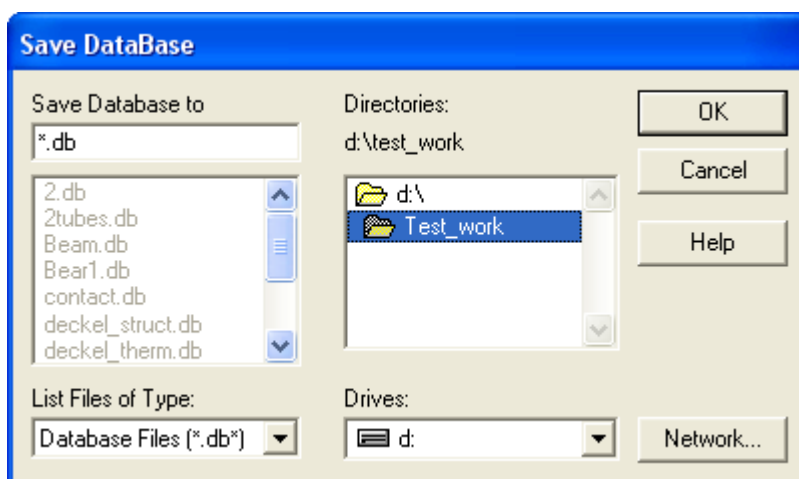 Save DataBase
Save Database to
*.db
2.db
2tubes.db
Beam.db
Bear1.db
contact.db
deckel_struct.db
deckel_therm.db
List Files of Type:
Database Files (*.db*)
Directories:
d:\test_work
d:\
Test_work
Drives:
d:
OK
Cancel
Help
Network...